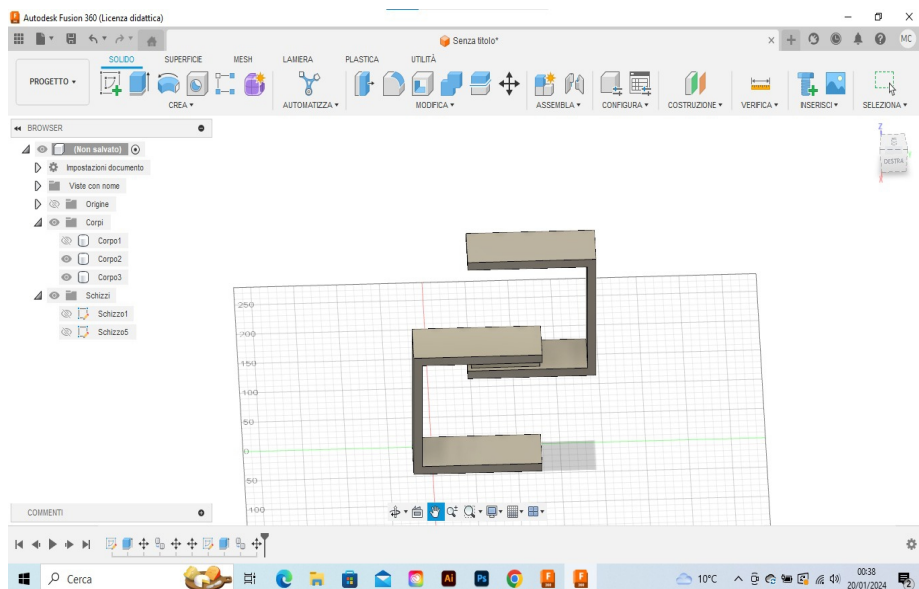 Autodesk Fusion 360 (Licenza didattica)
Senza titolo*
MC
SOLIDO SUPERFICIE MESH LAMIERA PLASTICA UTILITÀ
PROGETTO
CREA AUTOMATIZZA MODIFICA ASSEMBLA CONFIGURA COSTRUZIONE VERIFICA INSERISCI SELEZIONA
BROWSER
(Non salvato)
Impostazioni documento
Viste con nome
Origine
Corpi
Corpo1
Corpo2
Corpo3
Schizzi
Schizzo1
Schizzo5
Z
DESTRA
X
250
200
150
100
50
0
50
100
COMMENTI
Cerca
Ai
Ps
10°C
00:38
20/01/2024
2